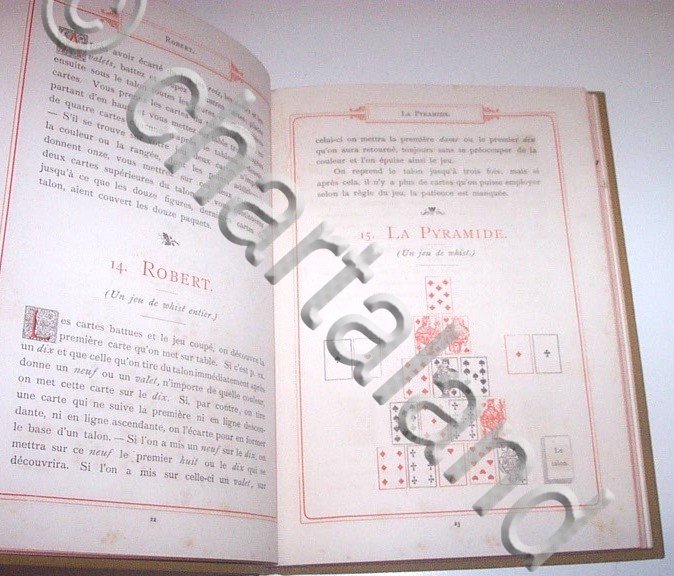 ROBERT.
avoir écarté
valets, battez
ensuite sous le talon
cartes. Vous
partant d'en
de quatre cartes
— S'il se trouve
la couleur ou la rangée,
donnent onze, vous mettrez
deux cartes supérieures du talon
jusqu'à ce que les douze figures,
talon, aient couvert les douze paquets.
14. ROBERT.
(Un jeu de whist entier.)
Les cartes battues et le jeu coupé, on découvre la
première carte qu'on met sur table. Si c'est p. ex.
un dix et que celle qu'on tire du talon immédiatement après
donne un neuf ou un valet, n'importe de quelle couleur,
on met cette carte sur le dix. Si, par contre, on tire
une carte qui ne suive la première ni en ligne descen-
dante, ni en ligne ascendante, on l'écarte pour en former
le base d'un talon. — Si l'on a mis un neuf sur le dix, on
mettra sur ce neuf le premier huit ou le dix qui se
découvrira. Si l'on a mis sur celle-ci un valet, sur
22
LA PYRAMIDE.
celui-ci on mettra la première dame ou le premier dix
qu'on aura retourné, toujours sans se préoccuper de la
couleur et l'on épuise ainsi le jeu.
On reprend le talon jusqu'à trois fois, mais si
après cela, il n'y a plus de cartes qu'on puisse employer
selon la règle du jeu, la patience est manquée.
15. LA PYRAMIDE.
(Un jeu de whist.)
Le
talon.
23
© chartaland